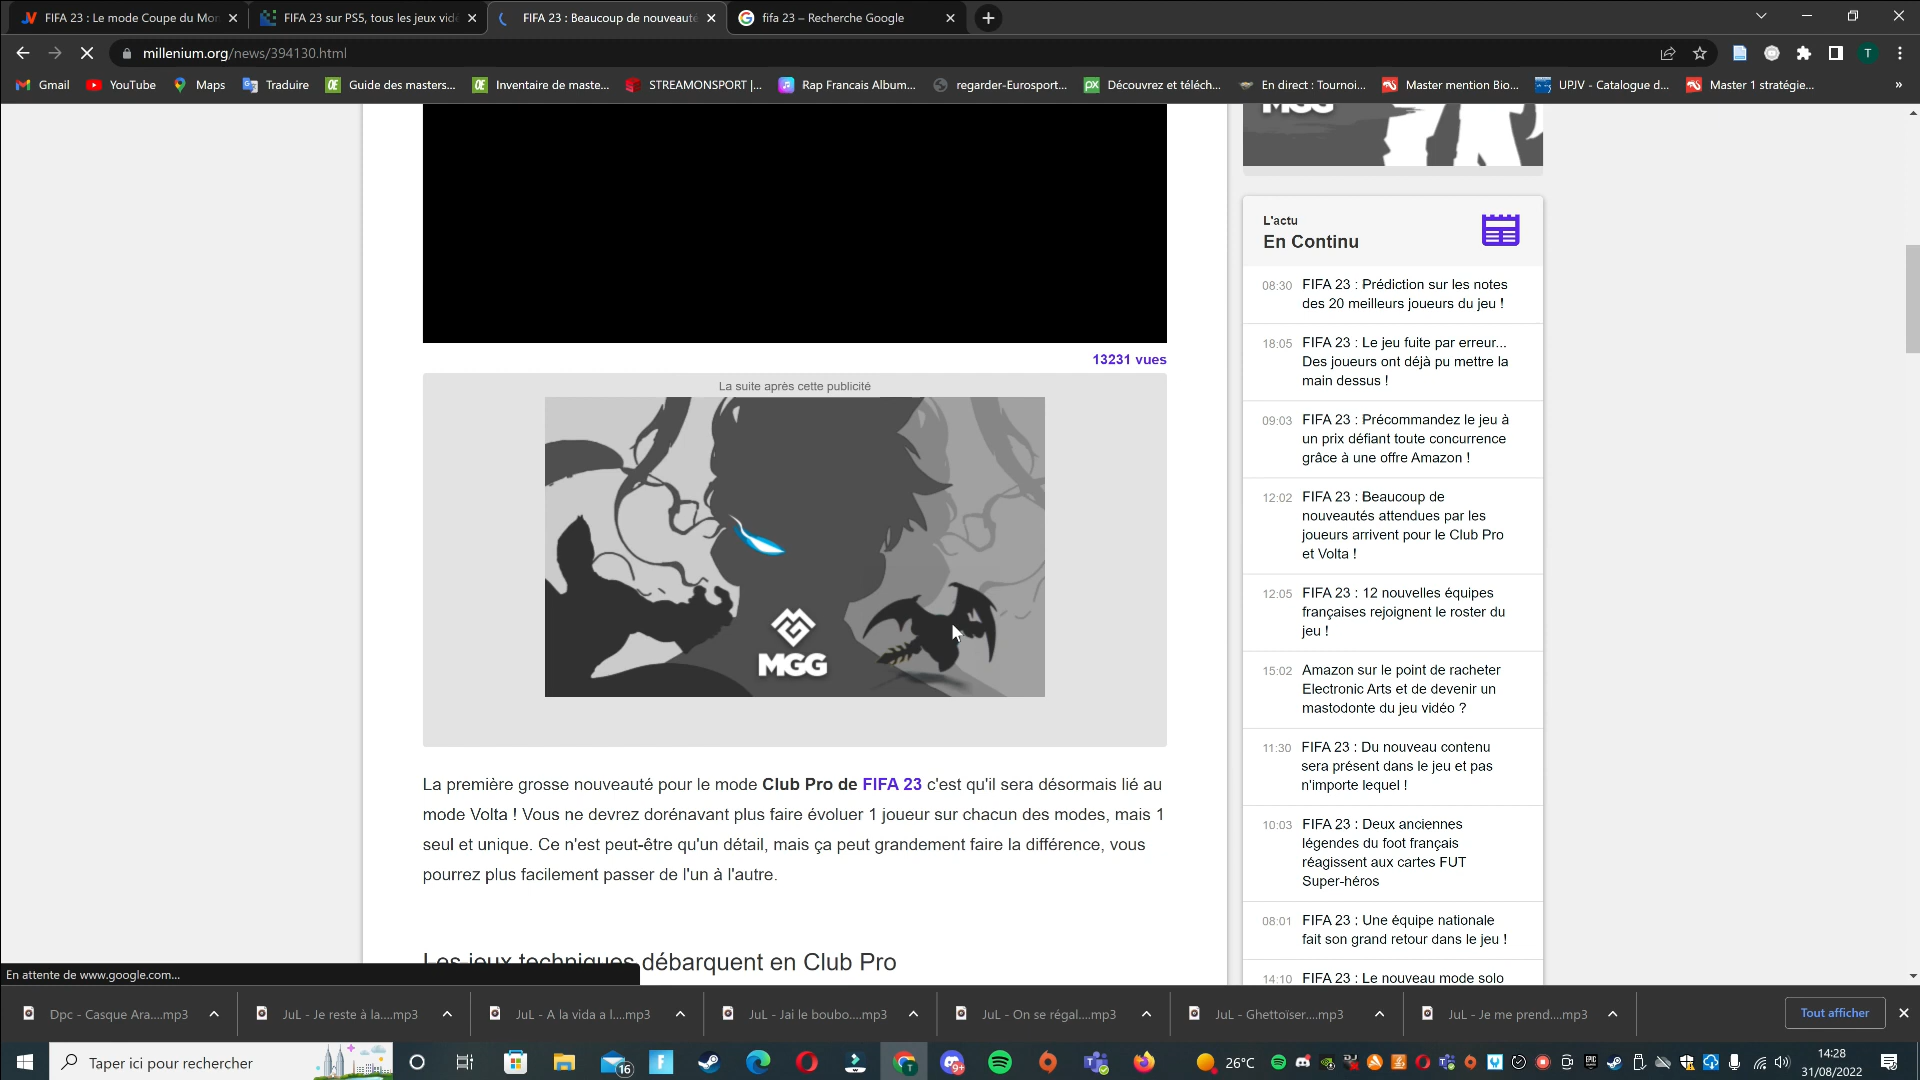 FIFA 23 : Le mode Coupe du Mon
FIFA 23 sur PS5, tous les jeux vid
FIFA 23 : Beaucoup de nouveauté
fifa 23 – Recherche Google
millenium.org/news/394130.html
T
Gmail
YouTube
Maps
Traduire
Guide des masters...
Inventaire de maste...
STREAMONSPORT |...
Rap Francais Album...
regarder-Eurosport...
Découvrez et téléch...
En direct : Tournoi...
Master mention Bio...
UPJV - Catalogue d...
Master 1 stratégie...
»
13231 vues
La suite après cette publicité
MGG
La première grosse nouveauté pour le mode Club Pro de FIFA 23 c'est qu'il sera désormais lié au
mode Volta ! Vous ne devrez dorénavant plus faire évoluer 1 joueur sur chacun des modes, mais 1
seul et unique. Ce n'est peut-être qu'un détail, mais ça peut grandement faire la différence, vous
pourrez plus facilement passer de l'un à l'autre.
Les jeux techniques débarquent en Club Pro
MGG
L'actu
En Continu
08:30 FIFA 23 : Prédiction sur les notes
des 20 meilleurs joueurs du jeu !
18:05 FIFA 23 : Le jeu fuite par erreur...
Des joueurs ont déjà pu mettre la
main dessus !
09:03 FIFA 23 : Précommandez le jeu à
un prix défiant toute concurrence
grâce à une offre Amazon !
12:02 FIFA 23 : Beaucoup de
nouveautés attendues par les
joueurs arrivent pour le Club Pro
et Volta !
12:05 FIFA 23 : 12 nouvelles équipes
françaises rejoignent le roster du
jeu !
15:02 Amazon sur le point de racheter
Electronic Arts et de devenir un
mastodonte du jeu vidéo ?
11:30 FIFA 23 : Du nouveau contenu
sera présent dans le jeu et pas
n'importe lequel !
10:03 FIFA 23 : Deux anciennes
légendes du foot français
réagissent aux cartes FUT
Super-héros
08:01 FIFA 23 : Une équipe nationale
fait son grand retour dans le jeu !
14:10 FIFA 23 : Le nouveau mode solo
En attente de www.google.com...
Dpc - Casque Ara....mp3
JuL - Je reste à la....mp3
JuL - A la vida a l....mp3
JuL - Jai le boubo....mp3
JuL - On se régal....mp3
JuL - Ghettoïser....mp3
JuL - Je me prend....mp3
Tout afficher
Taper ici pour rechercher
16
9+
26°C
14:28
31/08/2022